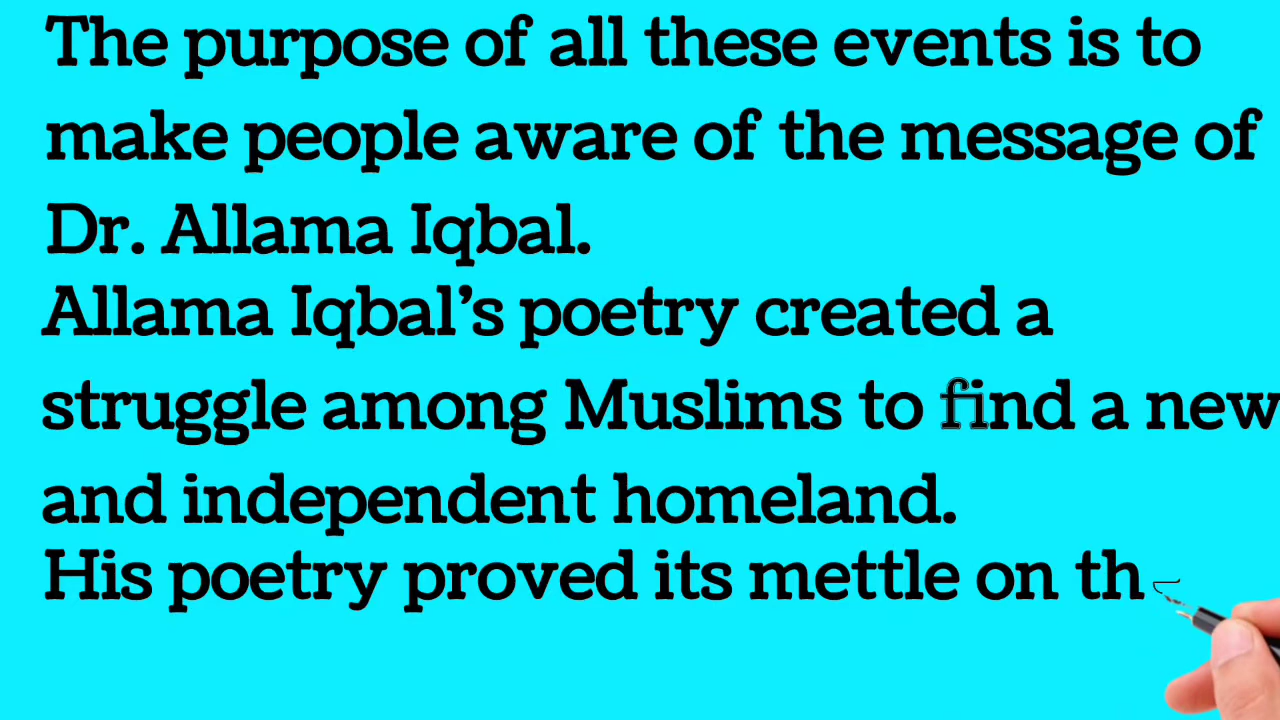 The purpose of all these events is to
make people aware of the message of
Dr. Allama Iqbal.
Allama Iqbal’s poetry created a
struggle among Muslims to find a new
and independent homeland.
His poetry proved its mettle on th